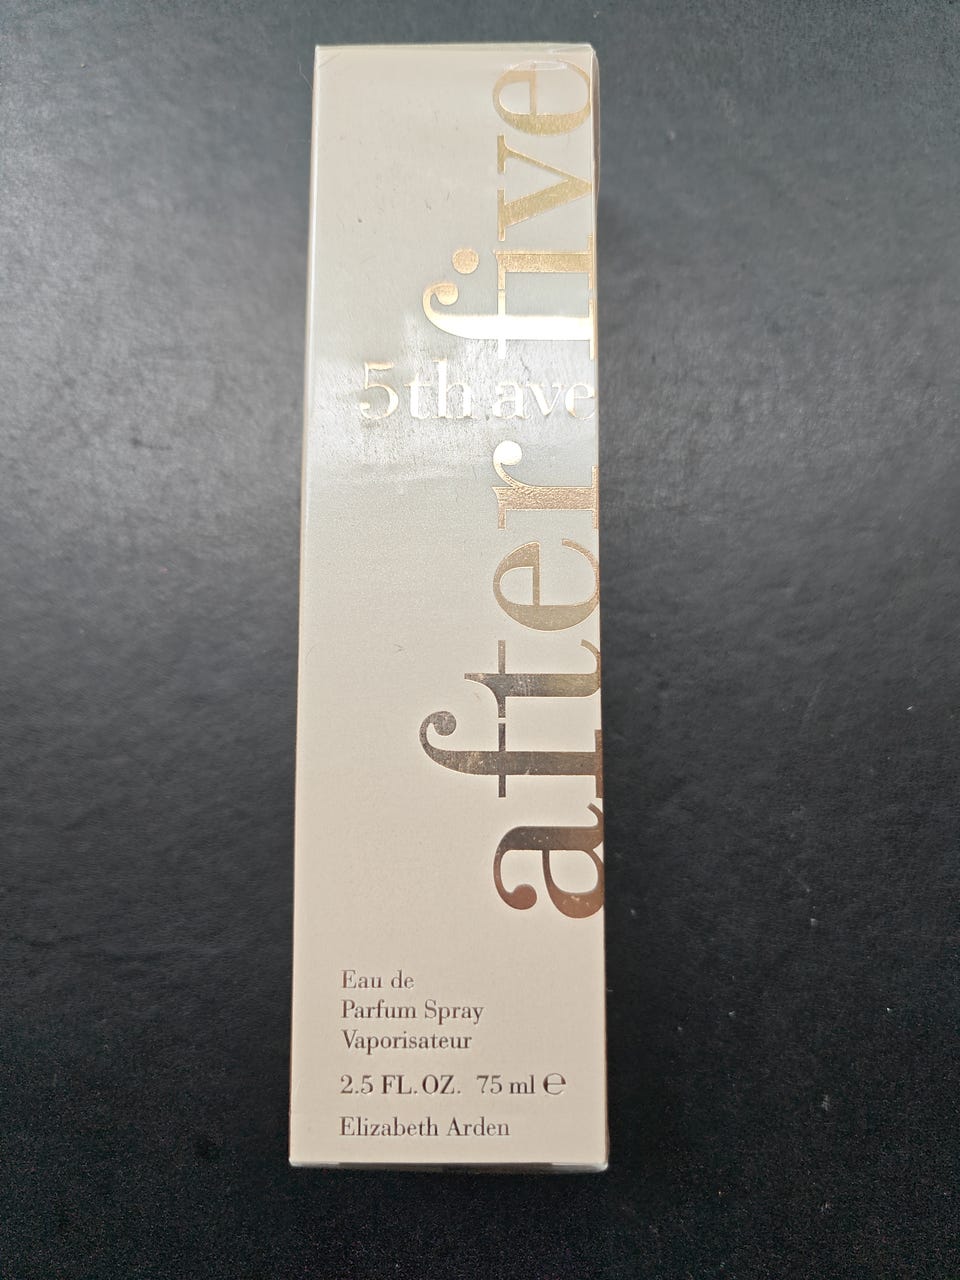 after five
5th ave
Eau de
Parfum Spray
Vaporisateur
2.5 FL.OZ. 75 ml ℮
Elizabeth Arden